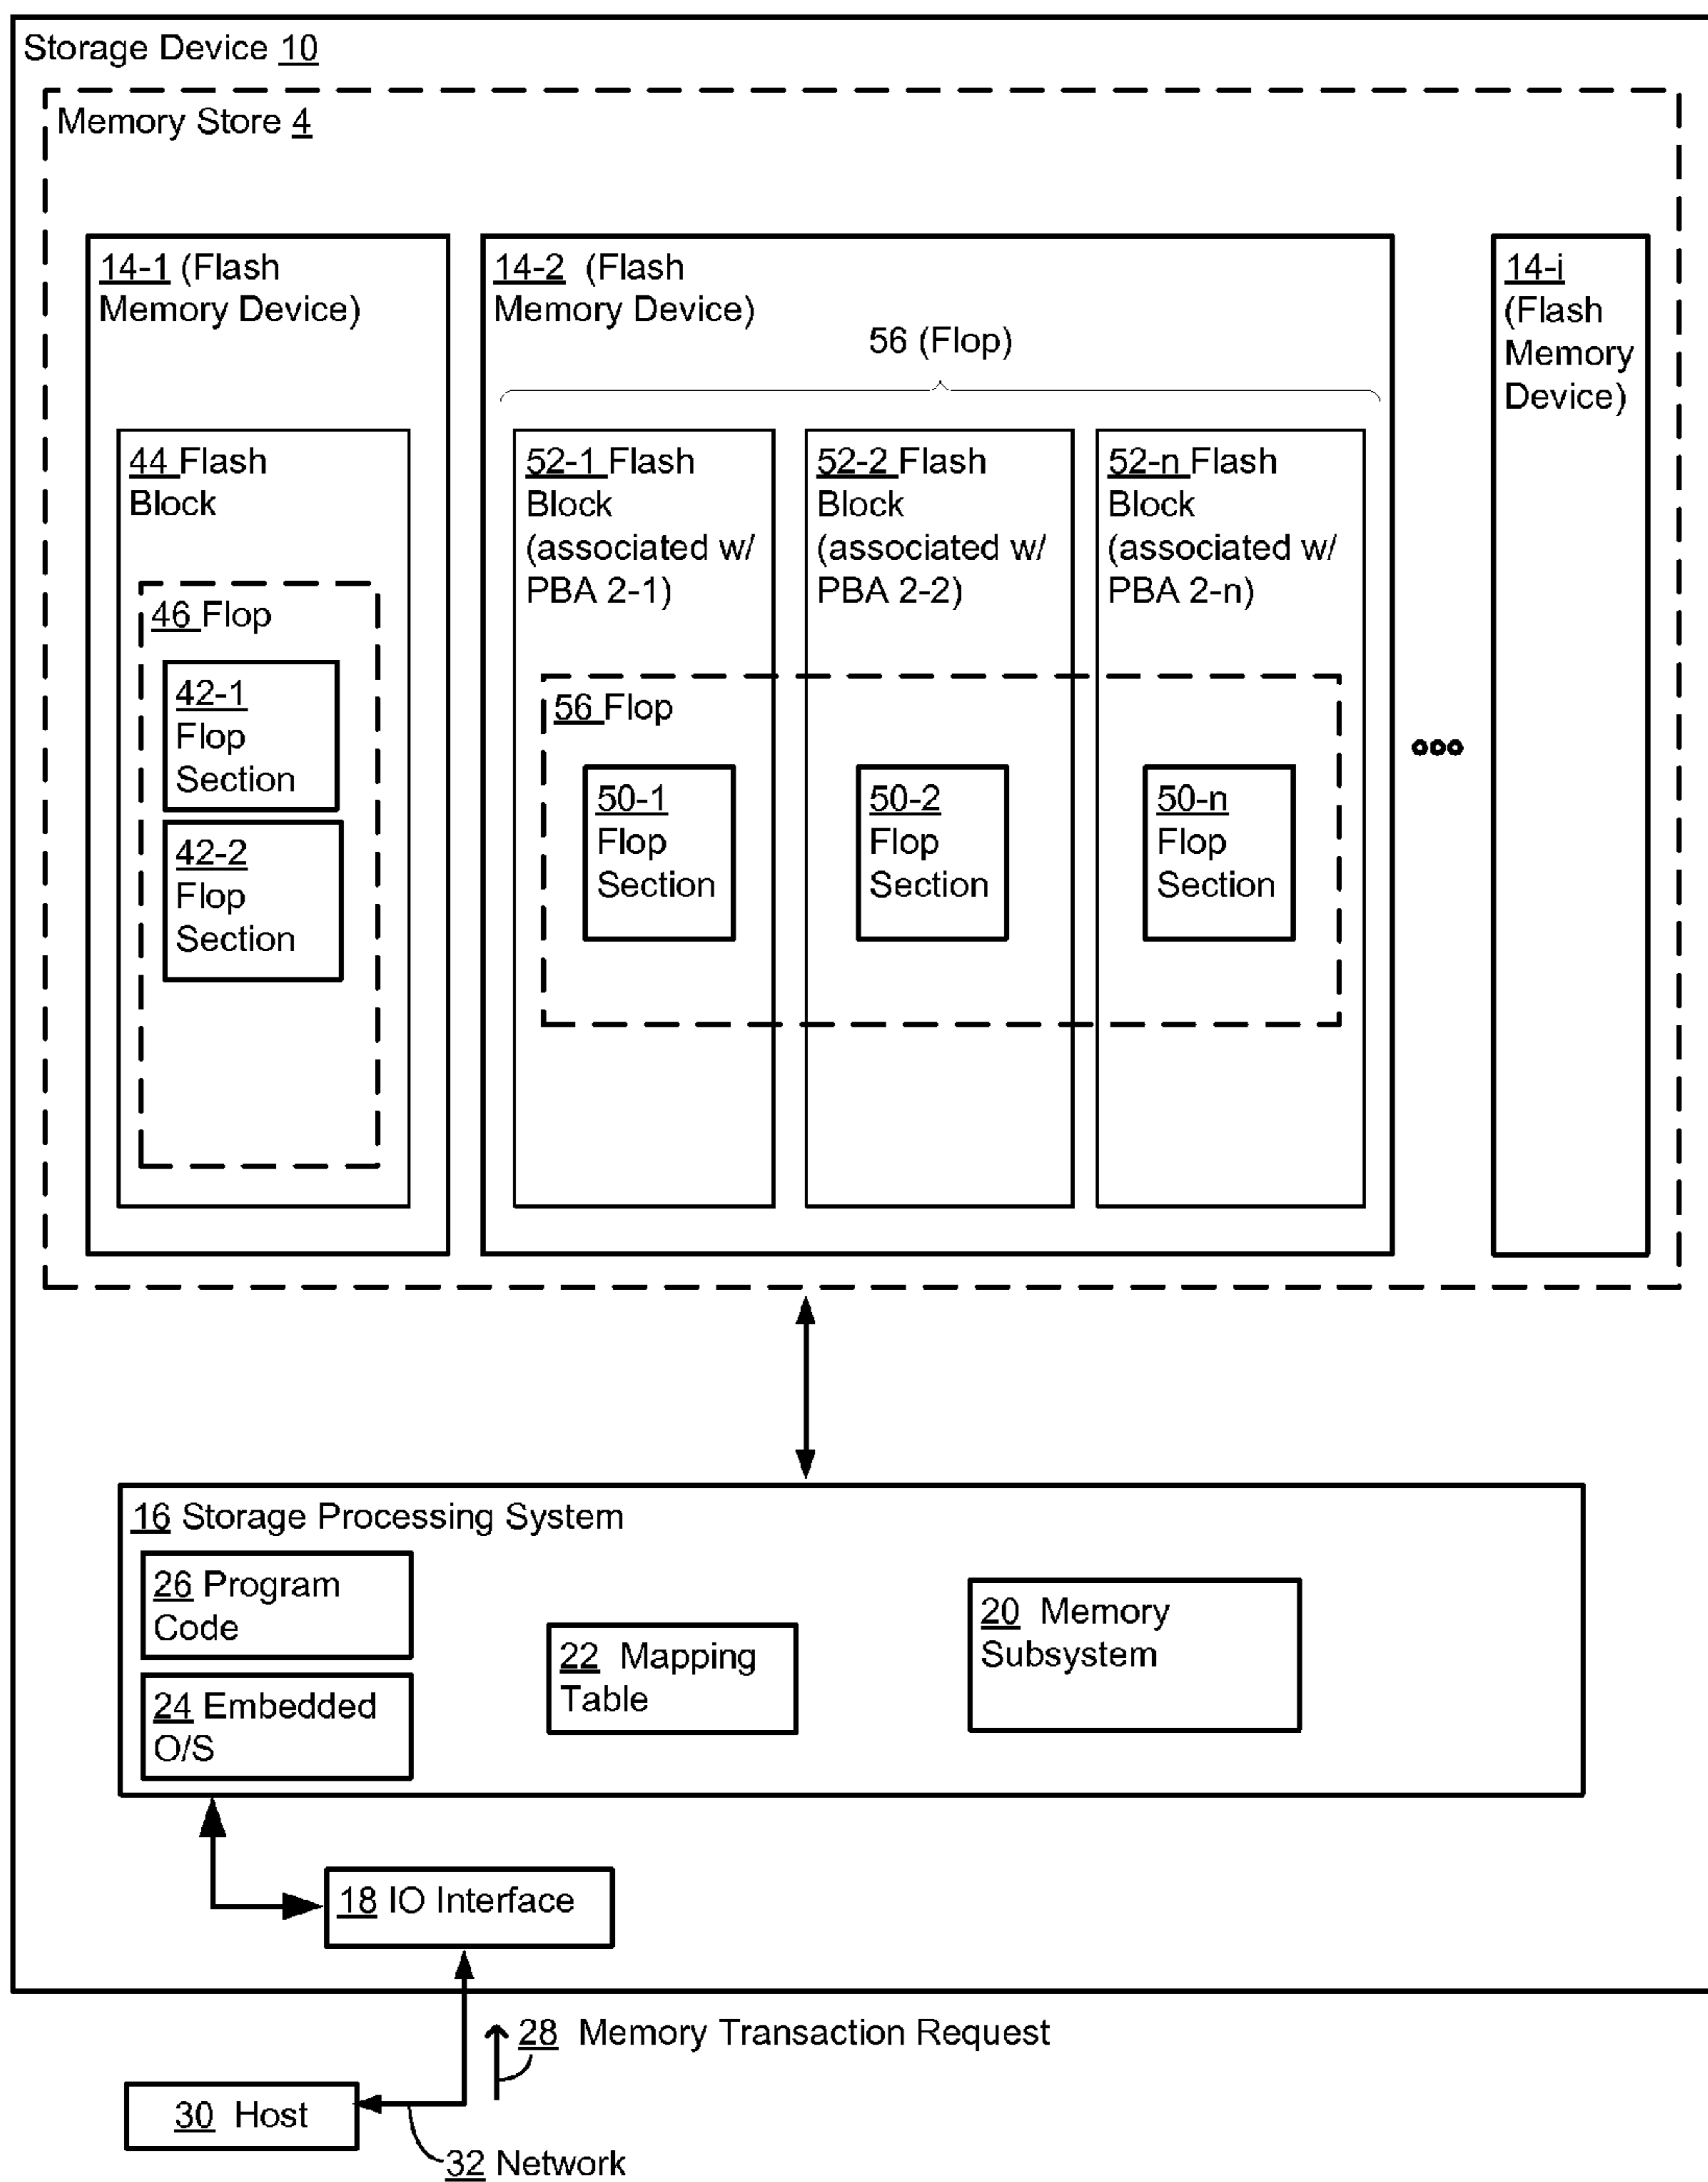 Storage Device 10
Memory Store 4
14-1 (Flash
Memory Device)
44 Flash
Block
46 Flop
42-1
Flop
Section
42-2
Flop
Section
14-2 (Flash
Memory Device)
56 (Flop)
52-1 Flash
Block
(associated w/
PBA 2-1)
52-2 Flash
Block
(associated w/
PBA 2-2)
52-n Flash
Block
(associated w/
PBA 2-n)
56 Flop
50-1
Flop
Section
50-2
Flop
Section
50-n
Flop
Section
14-i
(Flash
Memory
Device)
16 Storage Processing System
26 Program
Code
24 Embedded
O/S
22 Mapping
Table
20 Memory
Subsystem
18 IO Interface
28 Memory Transaction Request
30 Host
32 Network